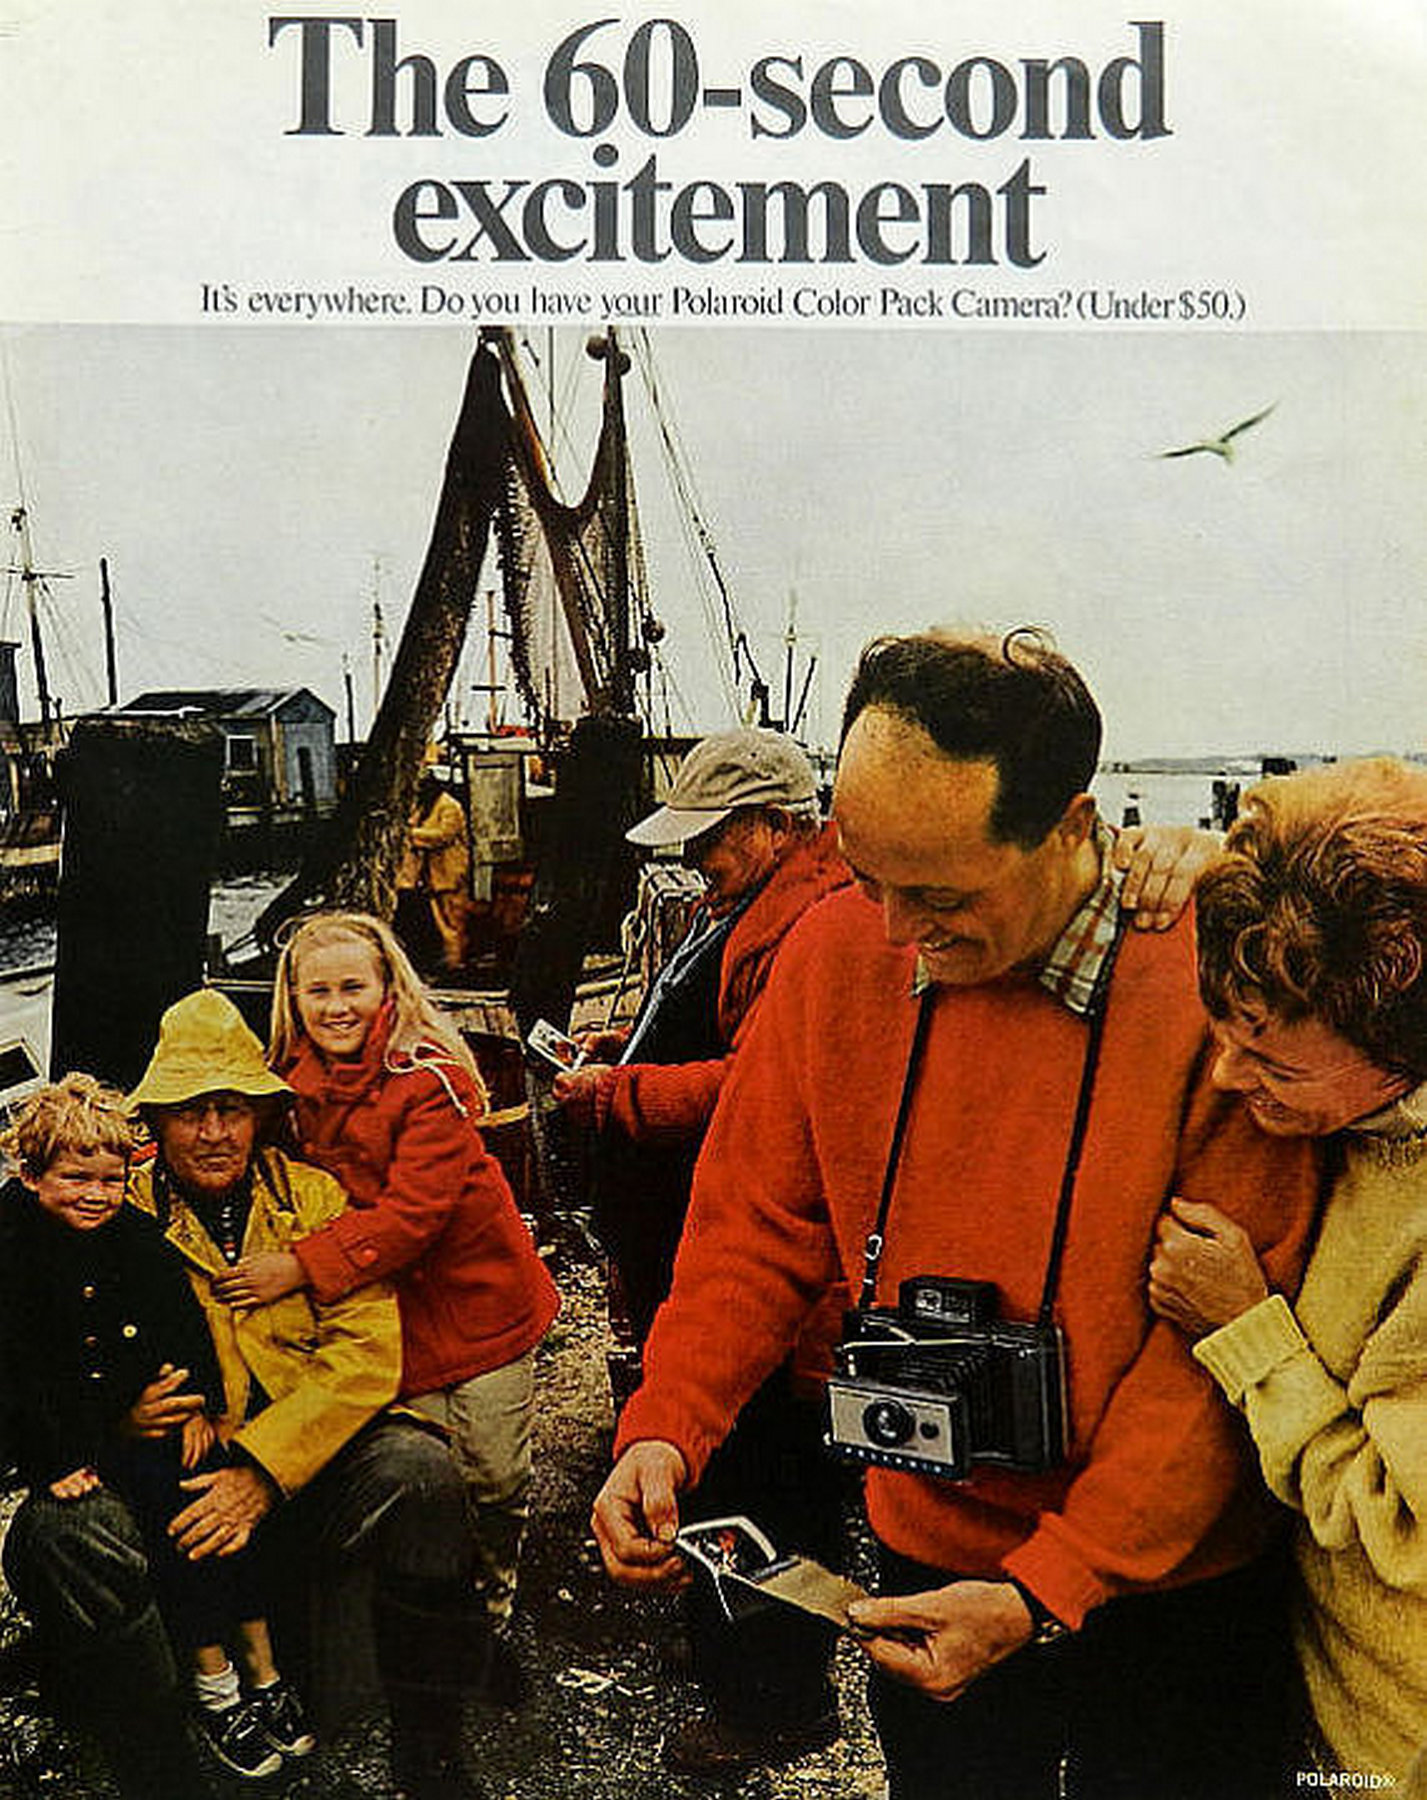 The 60-second
excitement
It's everywhere. Do you have your Polaroid Color Pack Camera? (Under $50.)
POLAROID®